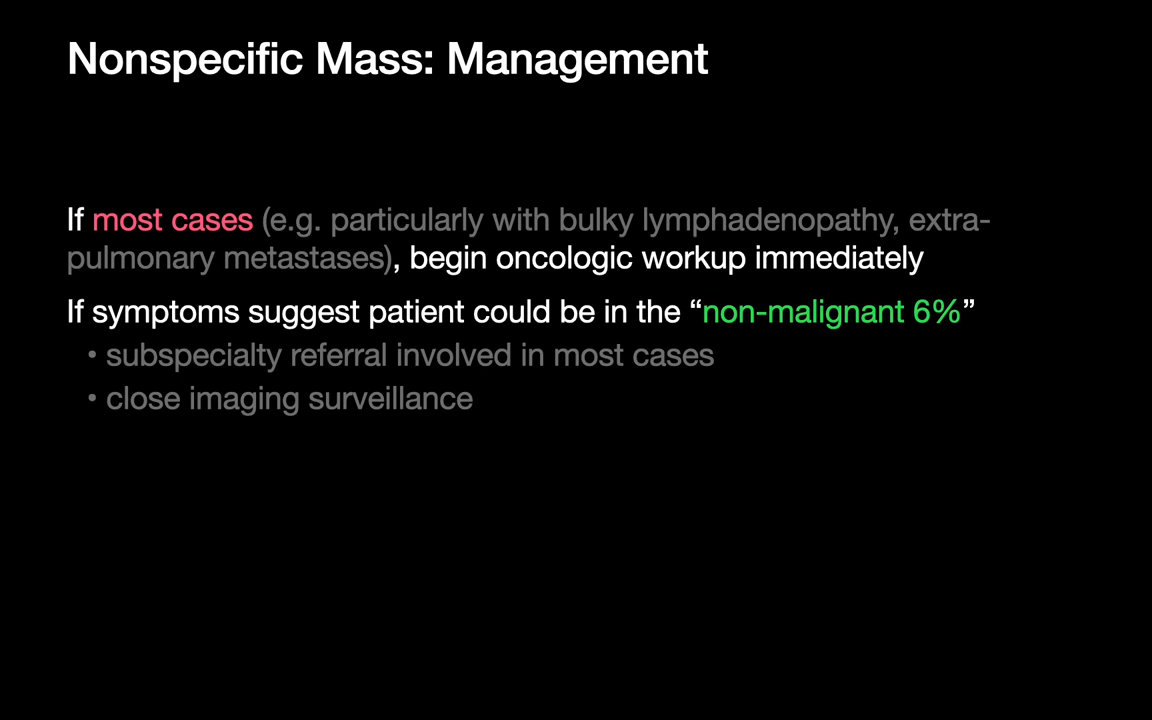 Nonspecific Mass: Management
If most cases (e.g. particularly with bulky lymphadenopathy, extra-
pulmonary metastases), begin oncologic workup immediately
If symptoms suggest patient could be in the “non-malignant 6%”
• subspecialty referral involved in most cases
• close imaging surveillance